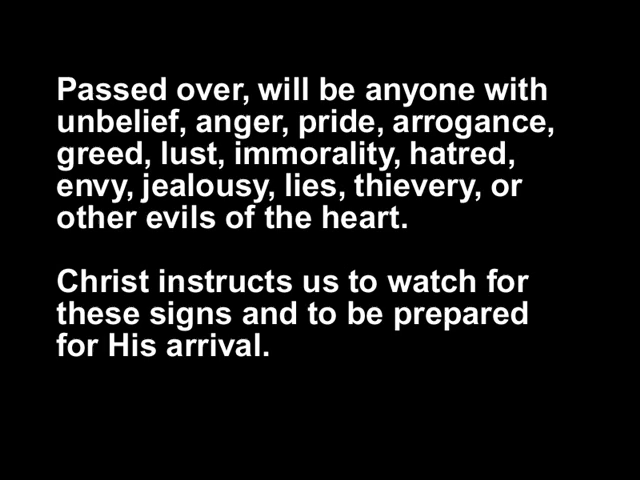 Passed over, will be anyone with
unbelief, anger, pride, arrogance,
greed, lust, immorality, hatred,
envy, jealousy, lies, thievery, or
other evils of the heart.
Christ instructs us to watch for
these signs and to be prepared
for His arrival.